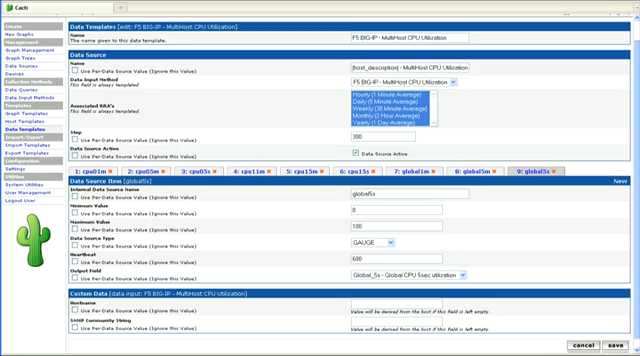 Cacti
Create
New Graphs
Management
Graph Management
Graph Trees
Data Sources
Devices
Collection Methods
Data Queries
Data Input Methods
Templates
Graph Templates
Host Templates
Data Templates
Import/Export
Import Templates
Export Templates
Configuration
Settings
Utilities
System Utilities
User Management
Logout User
Data Templates [edit: F5 BIG-IP - MultiHost CPU Utilization]
Name
The name given to this data template.
F5 BIG-IP - MultiHost CPU Utilization
Data Source
Name
Use Per-Data Source Value (Ignore this Value)
|host_description| - MultiHost CPU Utilization
Data Input Method
This field is always templated.
F5 BIG-IP - MultiHost CPU Utilization
Associated RRA's
This field is always templated.
Hourly (1 Minute Average)
Daily (5 Minute Average)
Weekly (30 Minute Average)
Monthly (2 Hour Average)
Yearly (1 Day Average)
Step
Use Per-Data Source Value (Ignore this Value)
300
Data Source Active
Use Per-Data Source Value (Ignore this Value)
Data Source Active
1: cpu01m 2: cpu05m 3: cpu05s 4: cpu11m 5: cpu15m 6: cpu15s 7: global1m 8: global5m 9: global5s
Data Source Item [global5s] New
Internal Data Source Name
Use Per-Data Source Value (Ignore this Value)
global5s
Minimum Value
Use Per-Data Source Value (Ignore this Value)
0
Maximum Value
Use Per-Data Source Value (Ignore this Value)
100
Data Source Type
Use Per-Data Source Value (Ignore this Value)
GAUGE
Heartbeat
Use Per-Data Source Value (Ignore this Value)
600
Output Field
Use Per-Data Source Value (Ignore this Value)
Global_5s - Global CPU 5sec utilization
Custom Data [data input: F5 BIG-IP - MultiHost CPU Utilization]
Hostname
Use Per-Data Source Value (Ignore this Value)
Value will be derived from the host if this field is left empty.
SNMP Community String
Use Per-Data Source Value (Ignore this Value)
Value will be derived from the host if this field is left empty.
cancel save